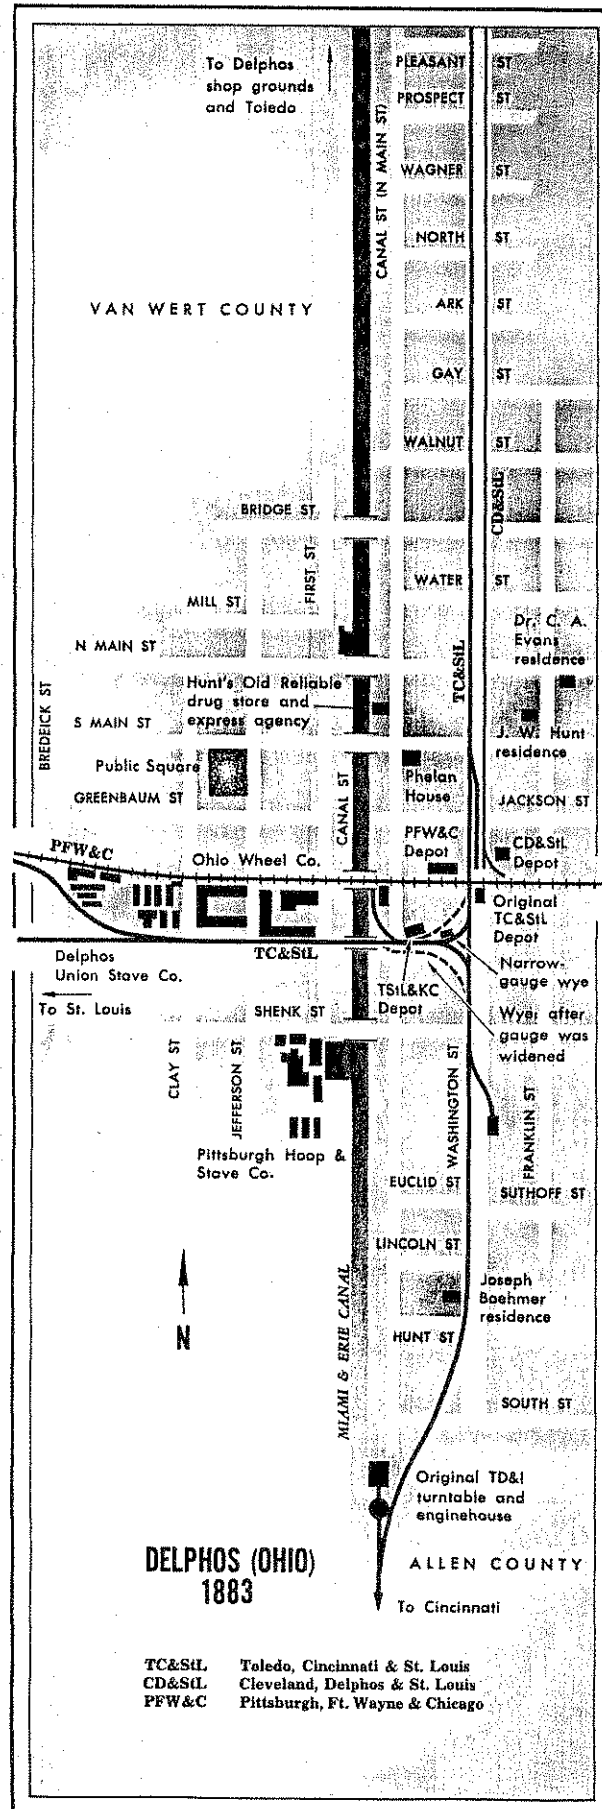 To Delphos
shop grounds
and Toledo
CANAL ST (N MAIN ST)
PLEASANT ST
PROSPECT ST
WAGNER ST
NORTH ST
VAN WERT COUNTY
ARK ST
GAY ST
WALNUT ST
CD&StL
BRIDGE ST
FIRST ST
WATER ST
MILL ST
N MAIN ST
Dr. C. A.
Evans
residence
TC&StL
BREDEICK ST
Hunt's Old Reliable
drug store and
express agency
S MAIN ST
J. W. Hunt
residence
Public Square
GREENBAUM ST
CANAL ST
Phelan
House
JACKSON ST
PFW&C
Ohio Wheel Co.
PFW&C
Depot
CD&StL
Depot
Original
TC&StL
Depot
TC&StL
Delphos
Union Stave Co.
To St. Louis
TStL&KC
Depot
Narrow-
gauge wye
SHENK ST
Wye after
gauge was
widened
CLAY ST
JEFFERSON ST
WASHINGTON ST
FRANKLIN ST
Pittsburgh Hoop &
Stave Co.
EUCLID ST
SUTHOFF ST
LINCOLN ST
N
MIAMI & ERIE CANAL
Joseph
Boehmer
residence
HUNT ST
SOUTH ST
Original TD&I
turntable and
enginehouse
DELPHOS (OHIO)
1883
ALLEN COUNTY
To Cincinnati
TC&StL Toledo, Cincinnati & St. Louis
CD&StL Cleveland, Delphos & St. Louis
PFW&C Pittsburgh, Ft. Wayne & Chicago